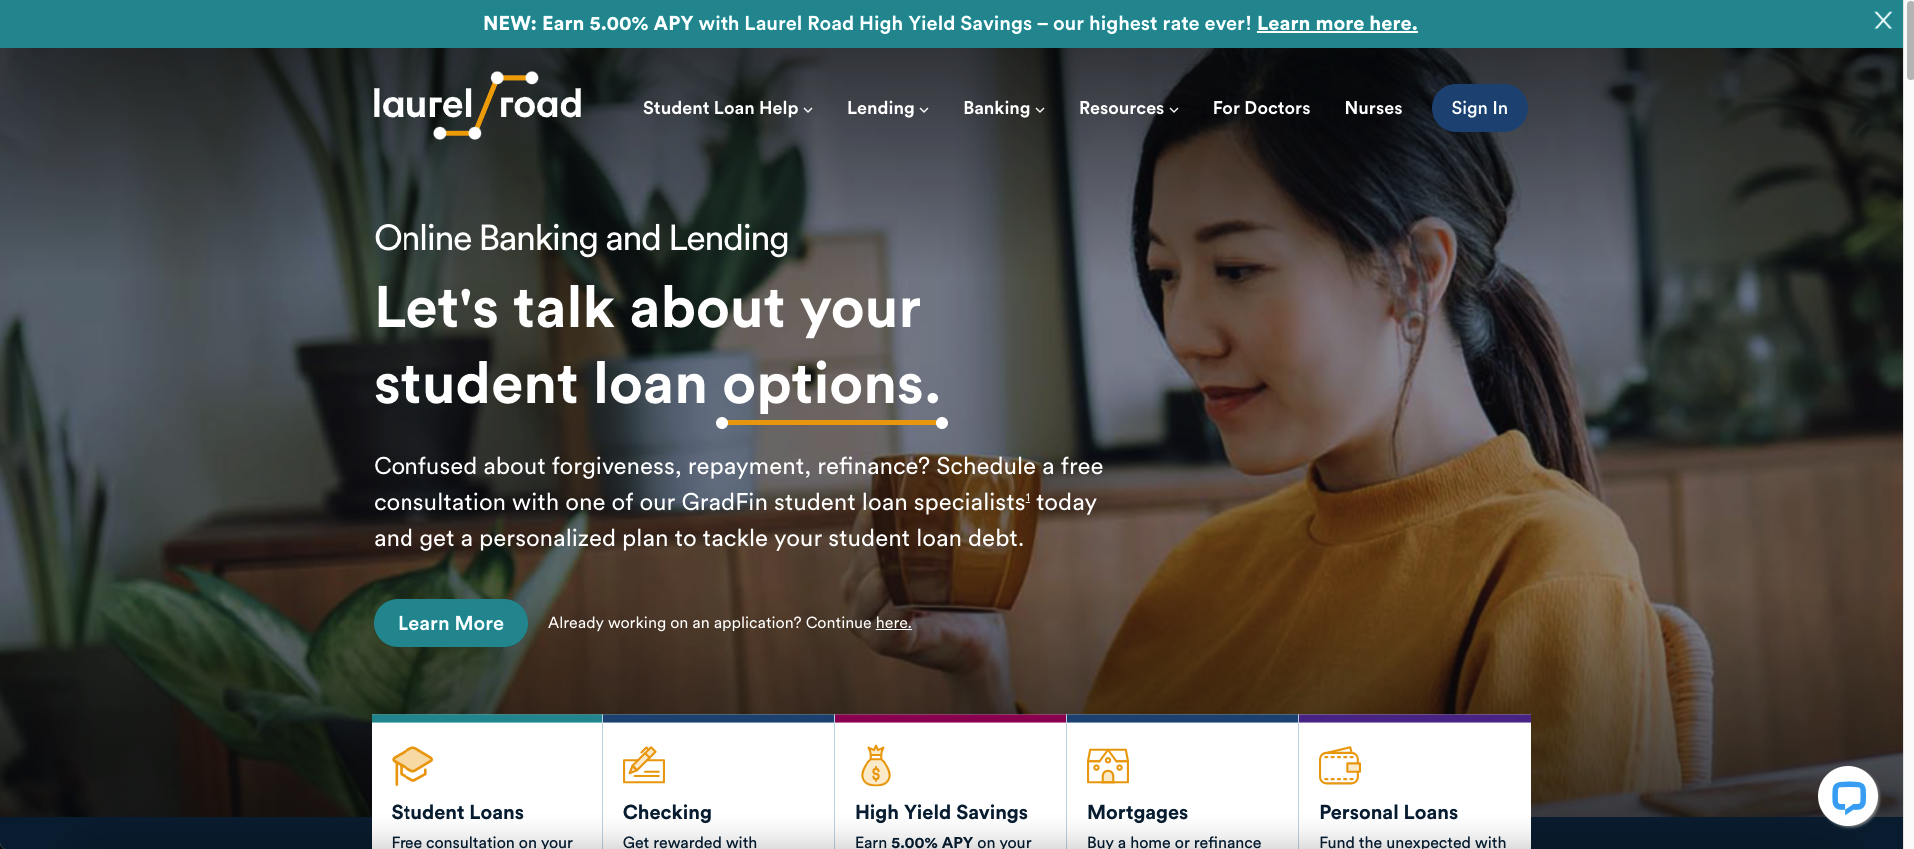 NEW: Earn 5.00% APY with Laurel Road High Yield Savings – our highest rate ever! Learn more here.
laurel road
Student Loan Help Lending Banking Resources For Doctors Nurses Sign In
Online Banking and Lending
Let's talk about your
student loan options.
Confused about forgiveness, repayment, refinance? Schedule a free
consultation with one of our GradFin student loan specialists¹ today
and get a personalized plan to tackle your student loan debt.
Learn More Already working on an application? Continue here.
Student Loans
Free consultation on your
Checking
Get rewarded with
High Yield Savings
Earn 5.00% APY on your
Mortgages
Buy a home or refinance
Personal Loans
Fund the unexpected with